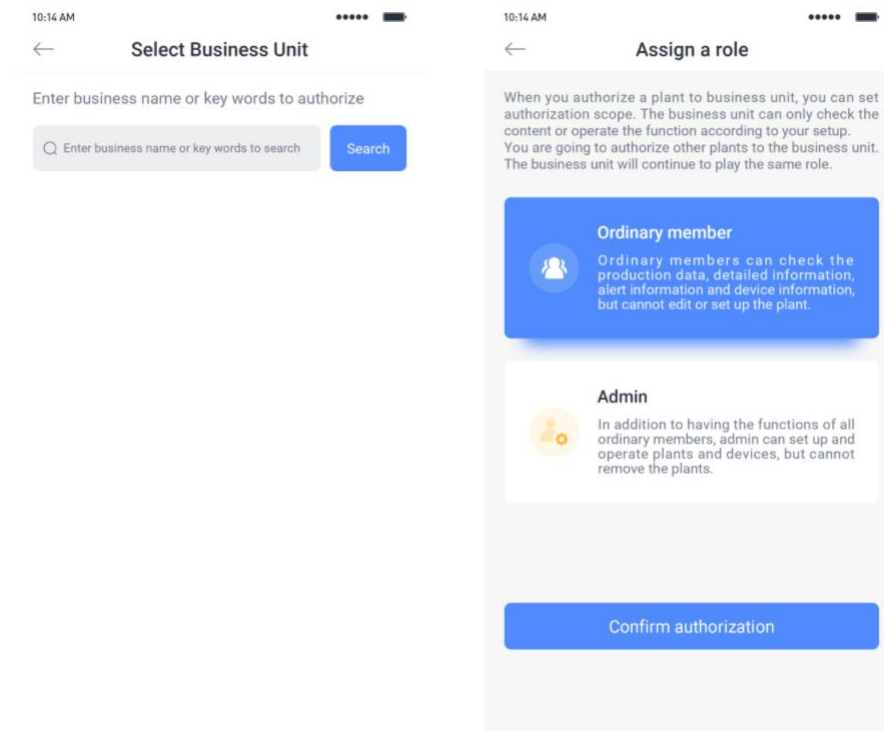 10:14 AM
Select Business Unit
Enter business name or key words to authorize
Enter business name or key words to search
Search
10:14 AM
Assign a role
When you authorize a plant to business unit, you can set
authorization scope. The business unit can only check the
content or operate the function according to your setup.
You are going to authorize other plants to the business unit.
The business unit will continue to play the same role.
Ordinary member
Ordinary members can check the
production data, detailed information,
alert information and device information,
but cannot edit or set up the plant.
Admin
In addition to having the functions of all
ordinary members, admin can set up and
operate plants and devices, but cannot
remove the plants.
Confirm authorization